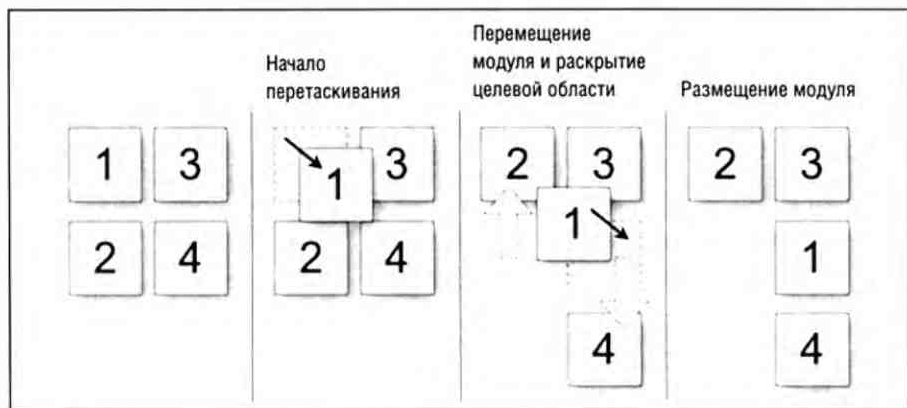 Начало
перетаскивания
Перемещение
модуля и раскрытие
целевой области
Размещение модуля
1 3
2 4
1 3
2 4
2 3
1
4
2 3
1
4